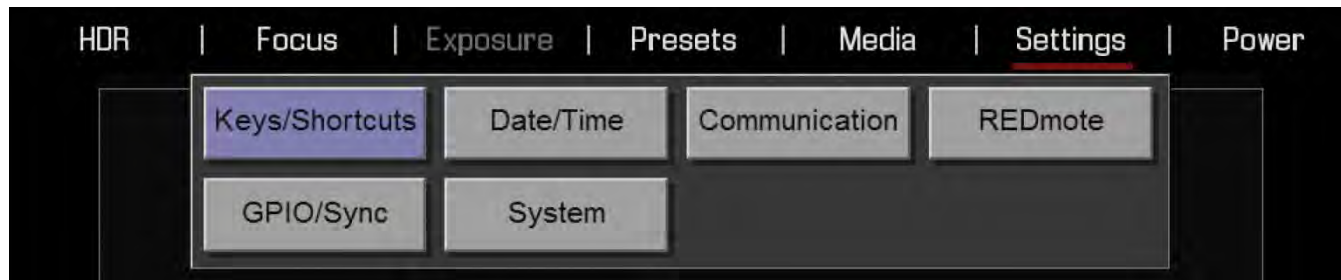 HDR | Focus | Exposure | Presets | Media | Settings | Power
Keys/Shortcuts Date/Time Communication REDmote
GPIO/Sync System